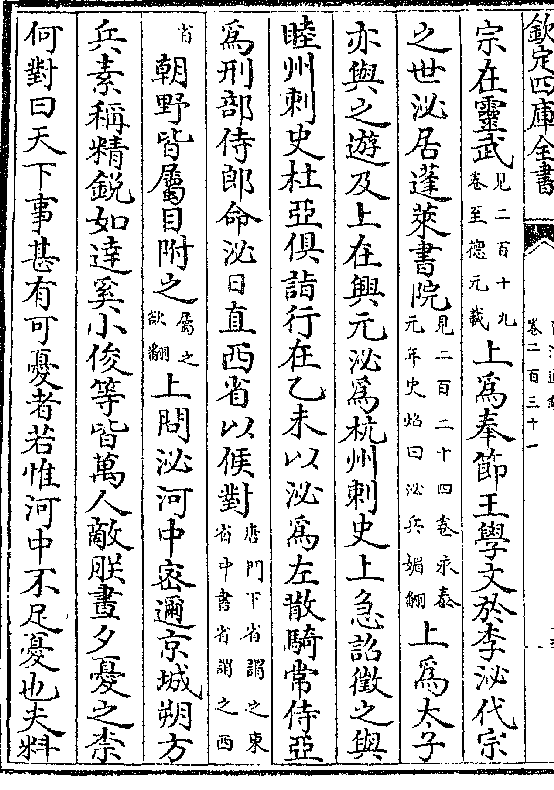 欽定四庫全書
卷二百三十一
宗在靈武見二百十九卷至德元載上爲奉節王學文於李泌代宗
之世泌居蓬萊書院見二百二十四卷永泰元年史炤曰泌兵媚翻上爲太子
亦與之遊及上在興元泌爲杭州刺史上急詔徵之與
睦州刺史杜亞俱詣行在乙未以泌爲左散騎常侍亞
爲刑部侍郎命泌日直西省以候對唐門下省謂之東省中書省謂之西
省朝野皆屬目附之屬之欲翻上問泌河中密邇京城朔方
兵素稱精鋭如達奚小俊等皆萬人敵朕晝夕憂之柰
何對曰天下事甚有可憂者若惟河中不足憂也夫料